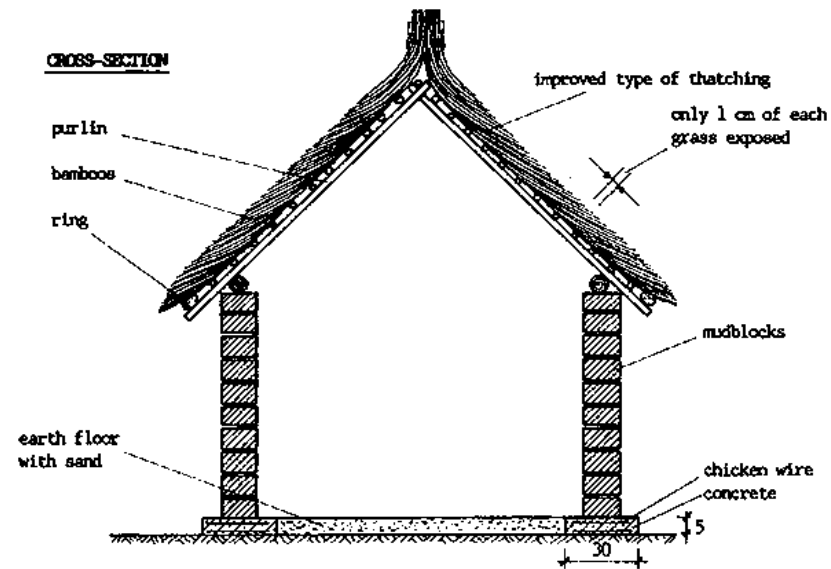 CROSS-SECTION
improved type of thatching
only 1 cm of each
grass exposed
purlin
bamboos
ring
mudblocks
earth floor
with sand
chicken wire
concrete
5
30